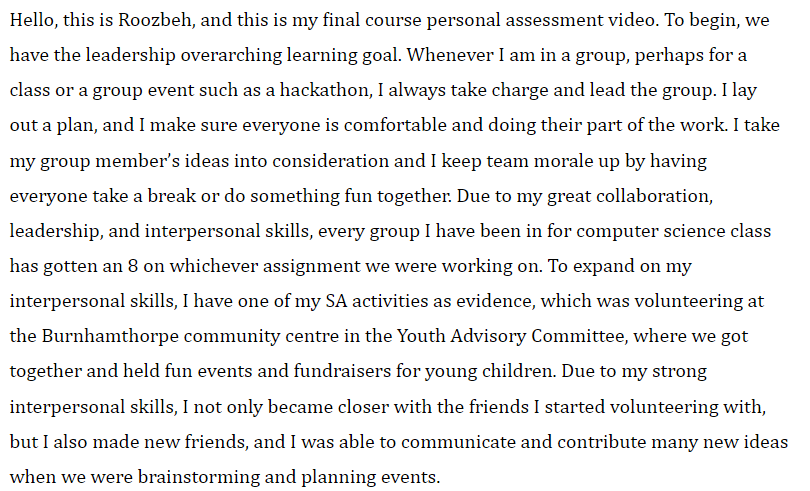 Hello, this is Roozbeh, and this is my final course personal assessment video. To begin, we
have the leadership overarching learning goal. Whenever I am in a group, perhaps for a
class or a group event such as a hackathon, I always take charge and lead the group. I lay
out a plan, and I make sure everyone is comfortable and doing their part of the work. I take
my group member’s ideas into consideration and I keep team morale up by having
everyone take a break or do something fun together. Due to my great collaboration,
leadership, and interpersonal skills, every group I have been in for computer science class
has gotten an 8 on whichever assignment we were working on. To expand on my
interpersonal skills, I have one of my SA activities as evidence, which was volunteering at
the Burnhamthorpe community centre in the Youth Advisory Committee, where we got
together and held fun events and fundraisers for young children. Due to my strong
interpersonal skills, I not only became closer with the friends I started volunteering with,
but I also made new friends, and I was able to communicate and contribute many new ideas
when we were brainstorming and planning events.